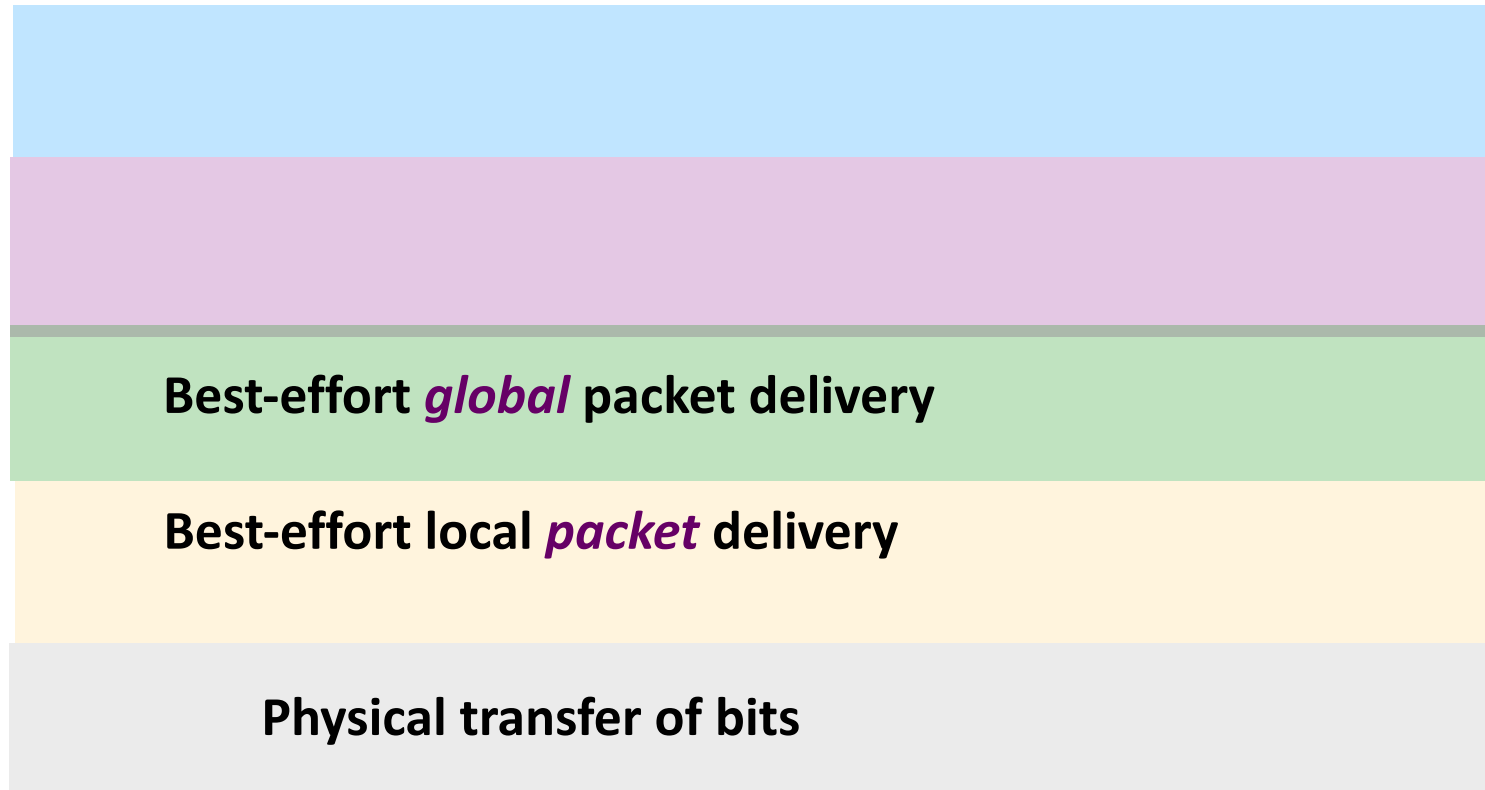 Best-effort global packet delivery
Best-effort local packet delivery
Physical transfer of bits